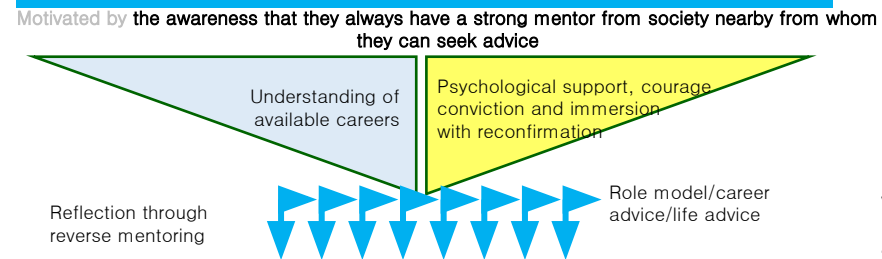 Motivated by the awareness that they always have a strong mentor from society nearby from whom
they can seek advice
Understanding of
available careers
Psychological support, courage,
conviction and immersion
with reconfirmation
Reflection through
reverse mentoring
Role model/career
advice/life advice